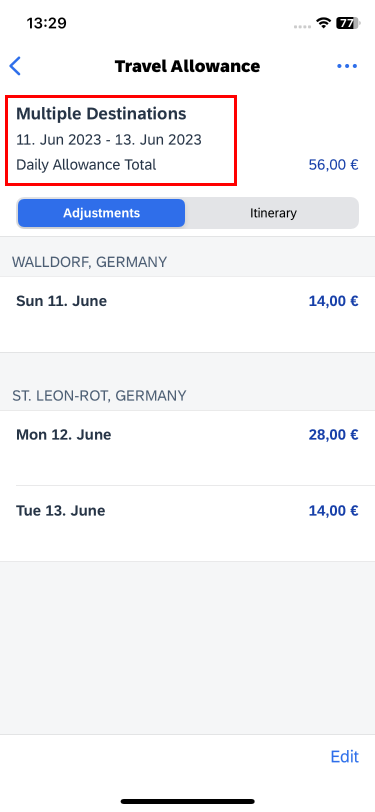 13:29
77
Travel Allowance
Multiple Destinations
11. Jun 2023 - 13. Jun 2023
Daily Allowance Total 56,00 €
Adjustments Itinerary
WALLDORF, GERMANY
Sun 11. June 14,00 €
ST. LEON-ROT, GERMANY
Mon 12. June 28,00 €
Tue 13. June 14,00 €
Edit